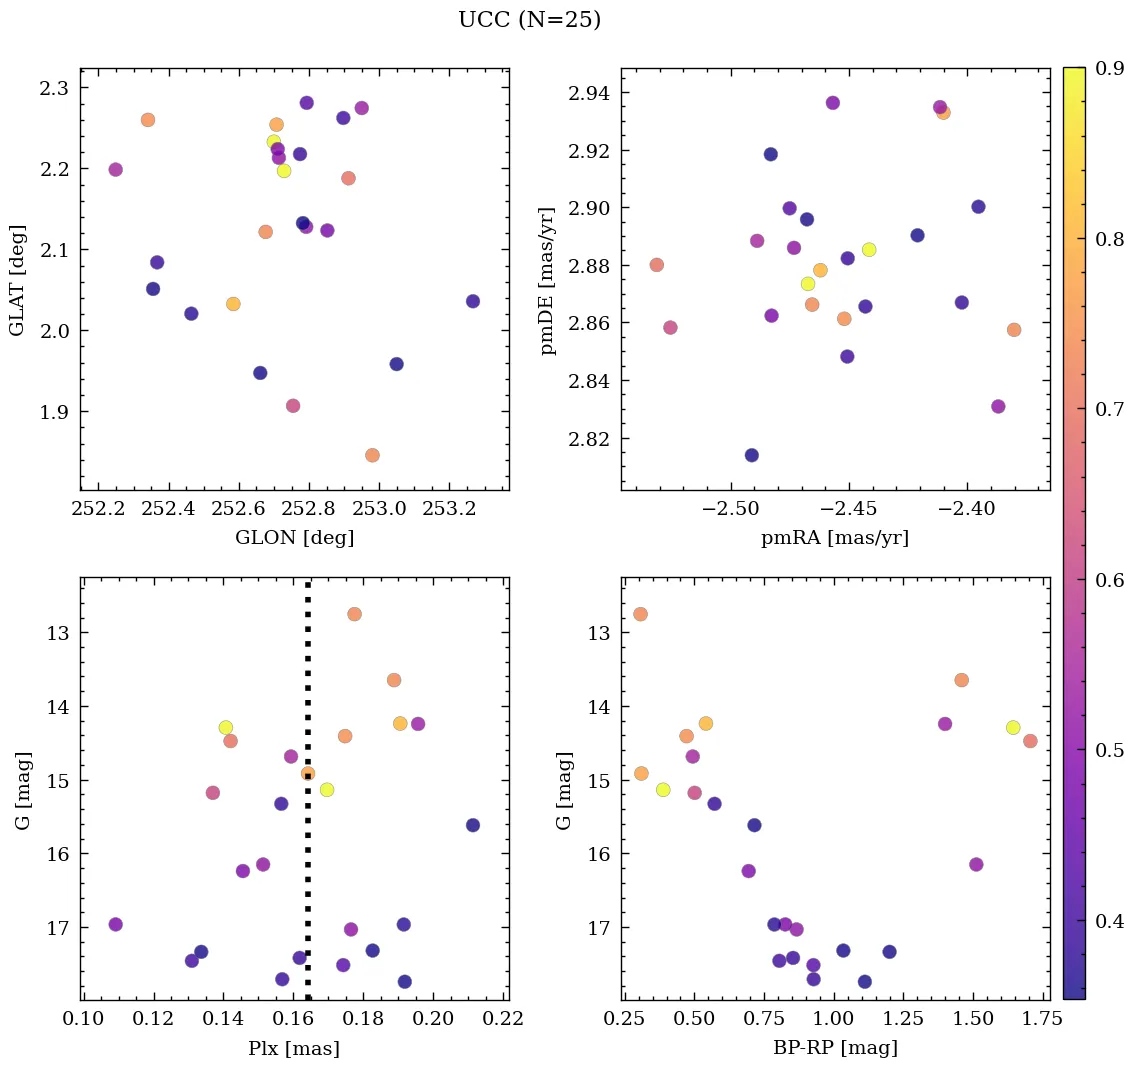 UCC (N=25)
2.3
2.2
2.1
2.0
1.9
GLAT [deg]
252.2 252.4 252.6 252.8 253.0 253.2
GLON [deg]
2.94
2.92
2.90
2.88
2.86
2.84
2.82
pmDE [mas/yr]
−2.50 −2.45 −2.40
pmRA [mas/yr]
0.9
0.8
0.7
0.6
0.5
0.4
13
14
15
16
17
G [mag]
0.10 0.12 0.14 0.16 0.18 0.20 0.22
Plx [mas]
13
14
15
16
17
G [mag]
0.25 0.50 0.75 1.00 1.25 1.50 1.75
BP-RP [mag]